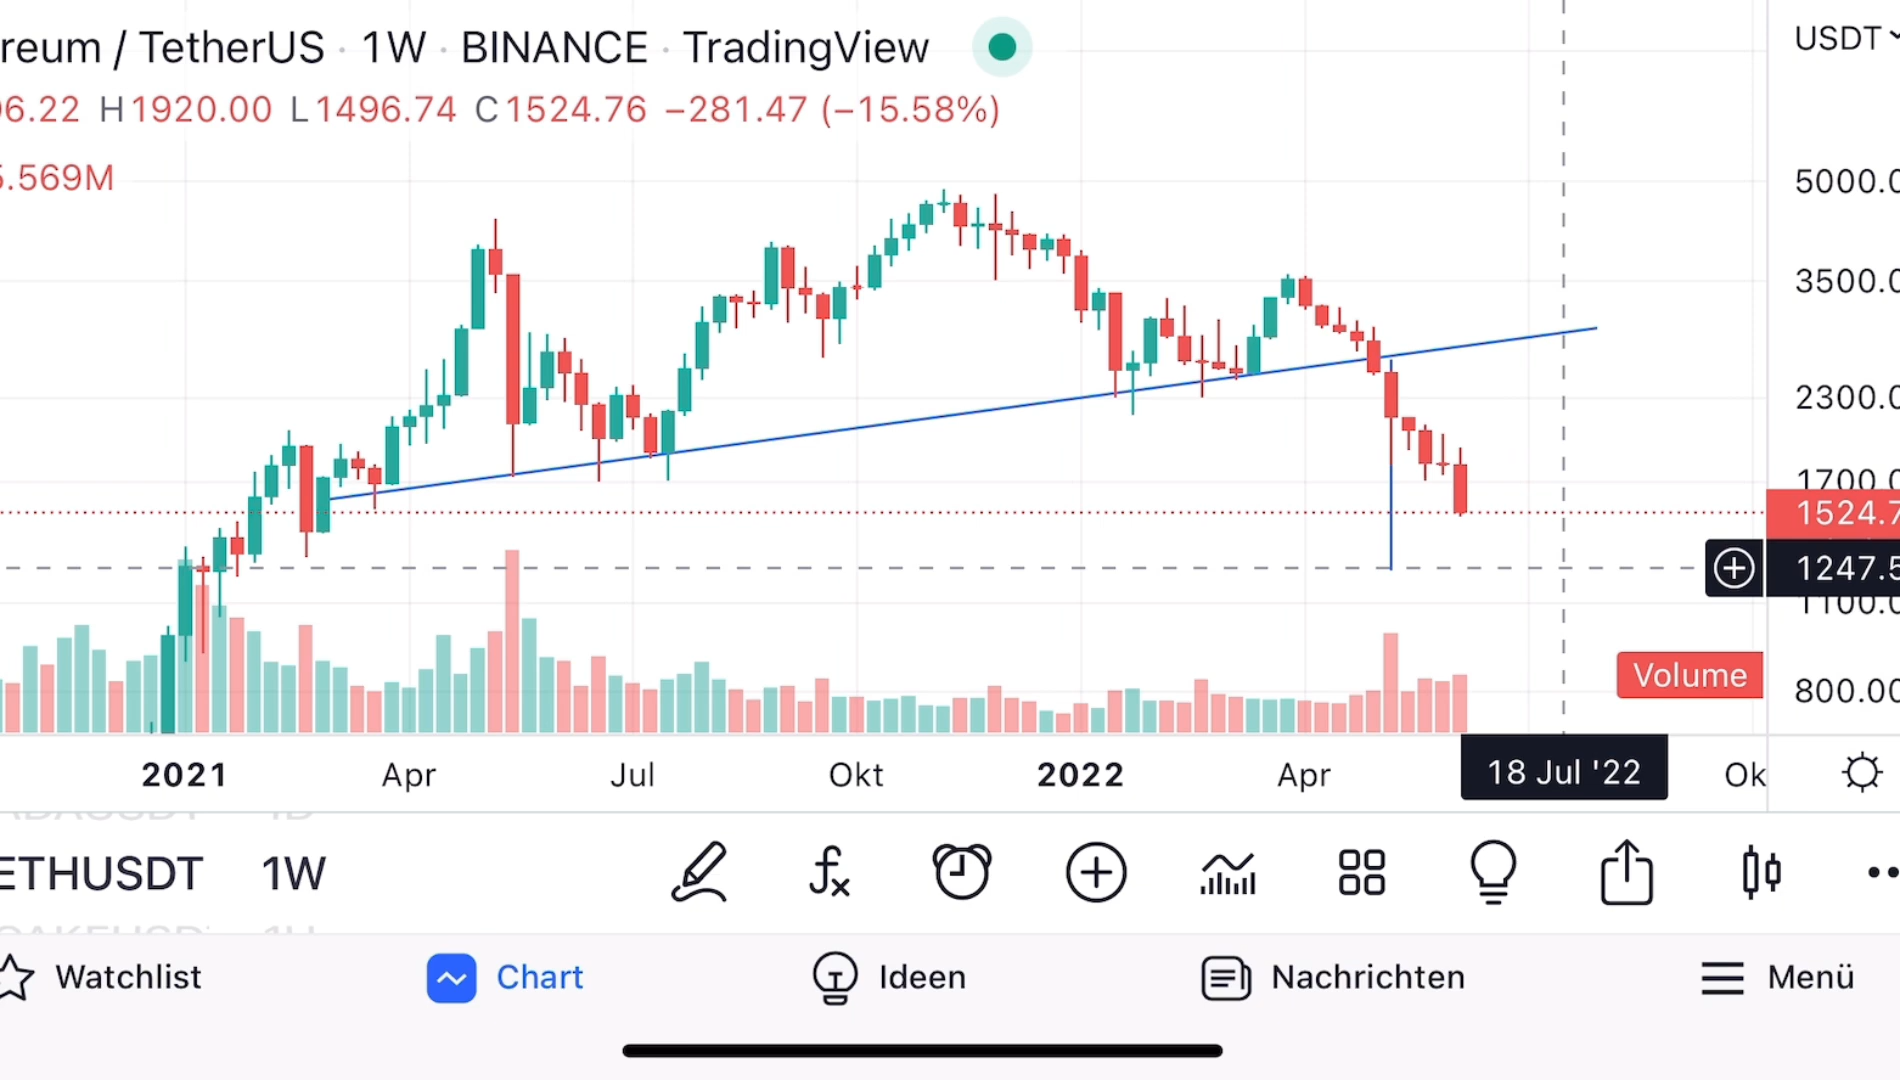 reum / TetherUS · 1W · BINANCE · TradingView
USDT
06.22 H1920.00 L1496.74 C1524.76 −281.47 (−15.58%)
5.569M
5000.0
3500.0
2300.0
1700.0
1524.7
1247.5
1100.0
Volume
800.00
2021 Apr Jul Okt 2022 Apr 18 Jul '22 Ok
ETHUSDT 1W
Watchlist Chart Ideen Nachrichten Menü